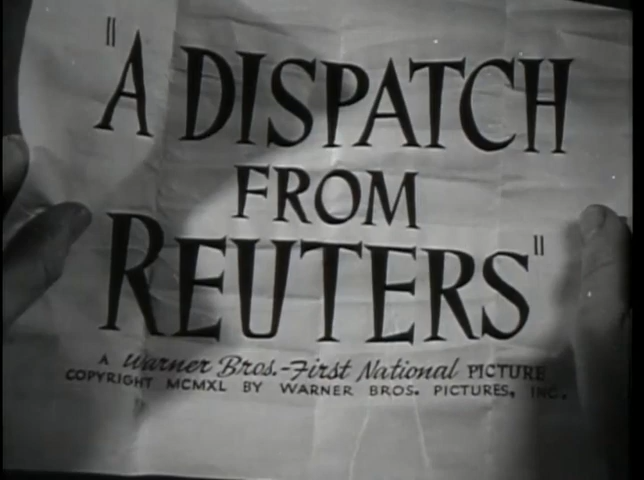 "A DISPATCH
FROM
REUTERS"
A Warner Bros.-First National PICTURE
COPYRIGHT MCMXL BY WARNER BROS. PICTURES, INC.